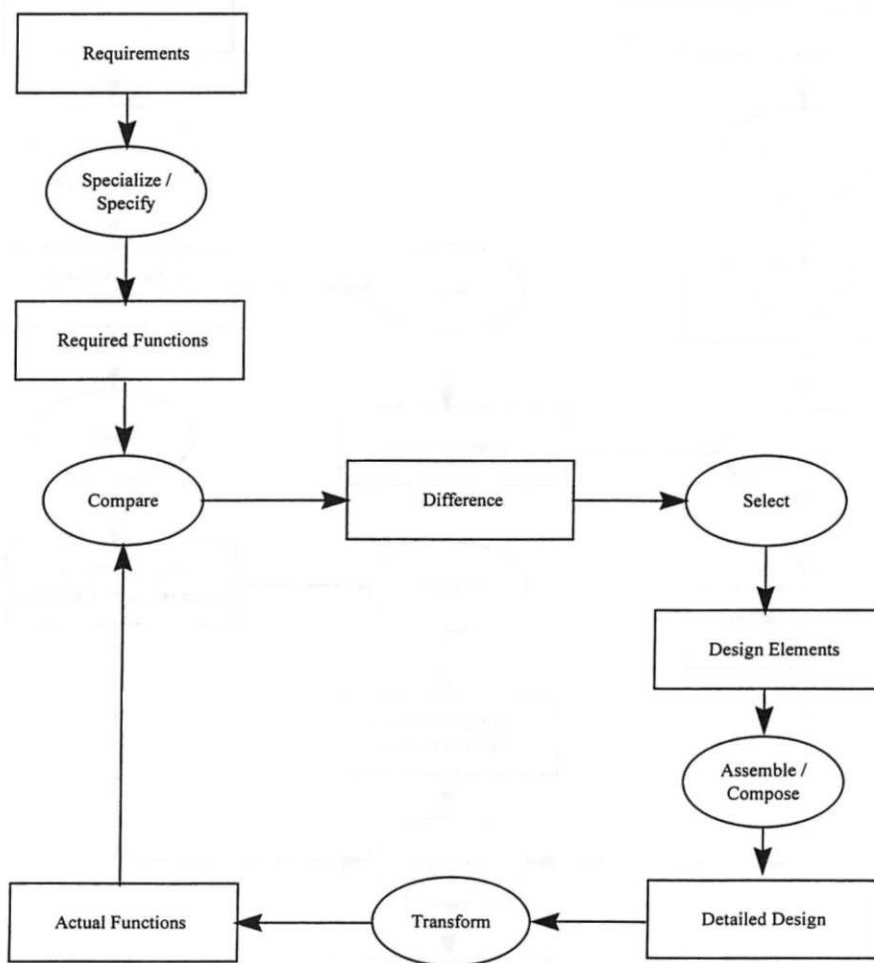 Requirements
Specialize /
Specify
Required Functions
Compare
Difference
Select
Design Elements
Assemble /
Compose
Actual Functions
Transform
Detailed Design